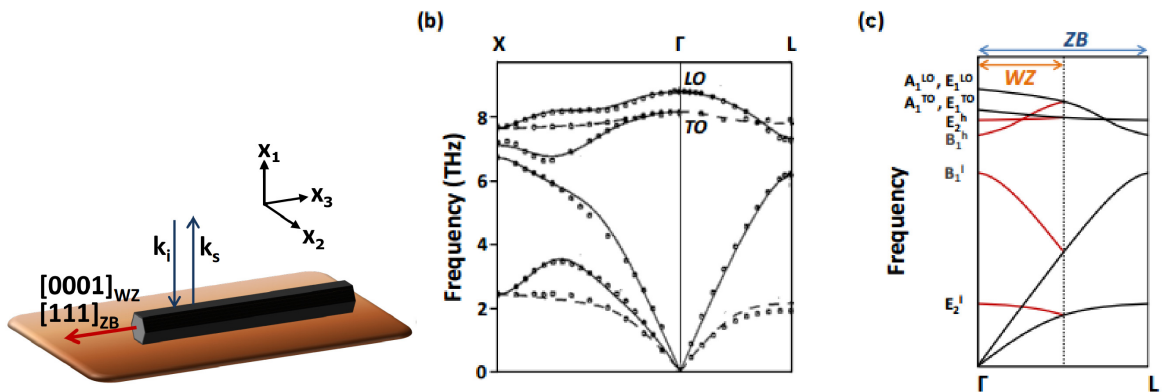 x1
x3
x2
ki
ks
[0001]WZ
[111]ZB
(b)
X
Γ
L
LO
TO
8
6
4
2
0
Frequency (THz)
(c)
ZB
WZ
A1LO, E1LO
A1TO, E1TO
E2h
B1h
B1l
E2l
Frequency
Γ
L